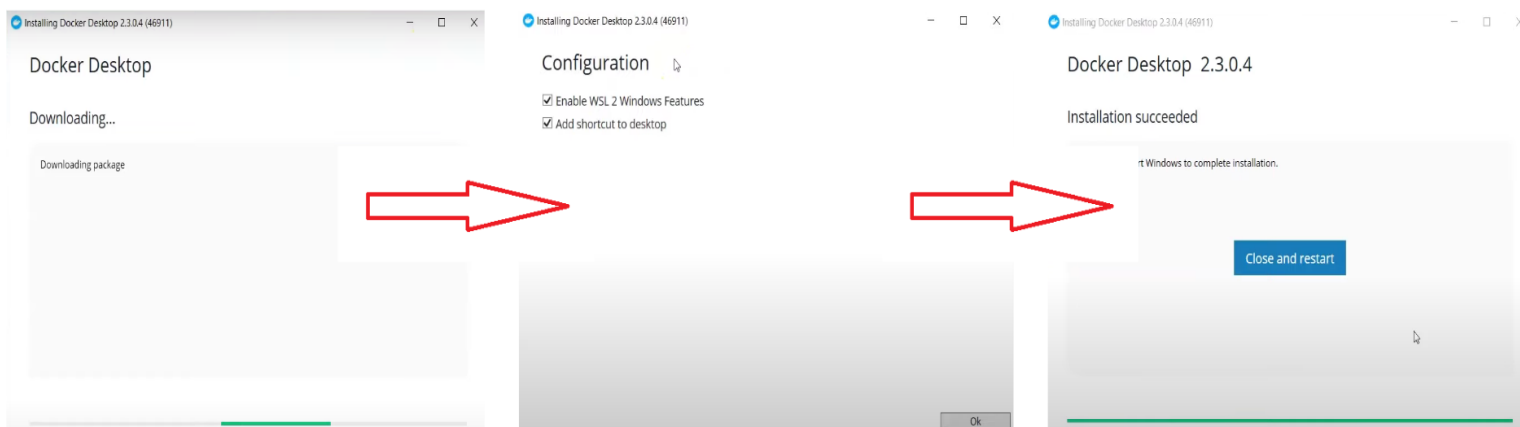 Installing Docker Desktop 2.3.0.4 (46911)
Docker Desktop
Downloading...
Downloading package
Installing Docker Desktop 2.3.0.4 (46911)
Configuration
Enable WSL 2 Windows Features
Add shortcut to desktop
Ok
Installing Docker Desktop 2.3.0.4 (46911)
Docker Desktop 2.3.0.4
Installation succeeded
Windows to complete installation.
Close and restart